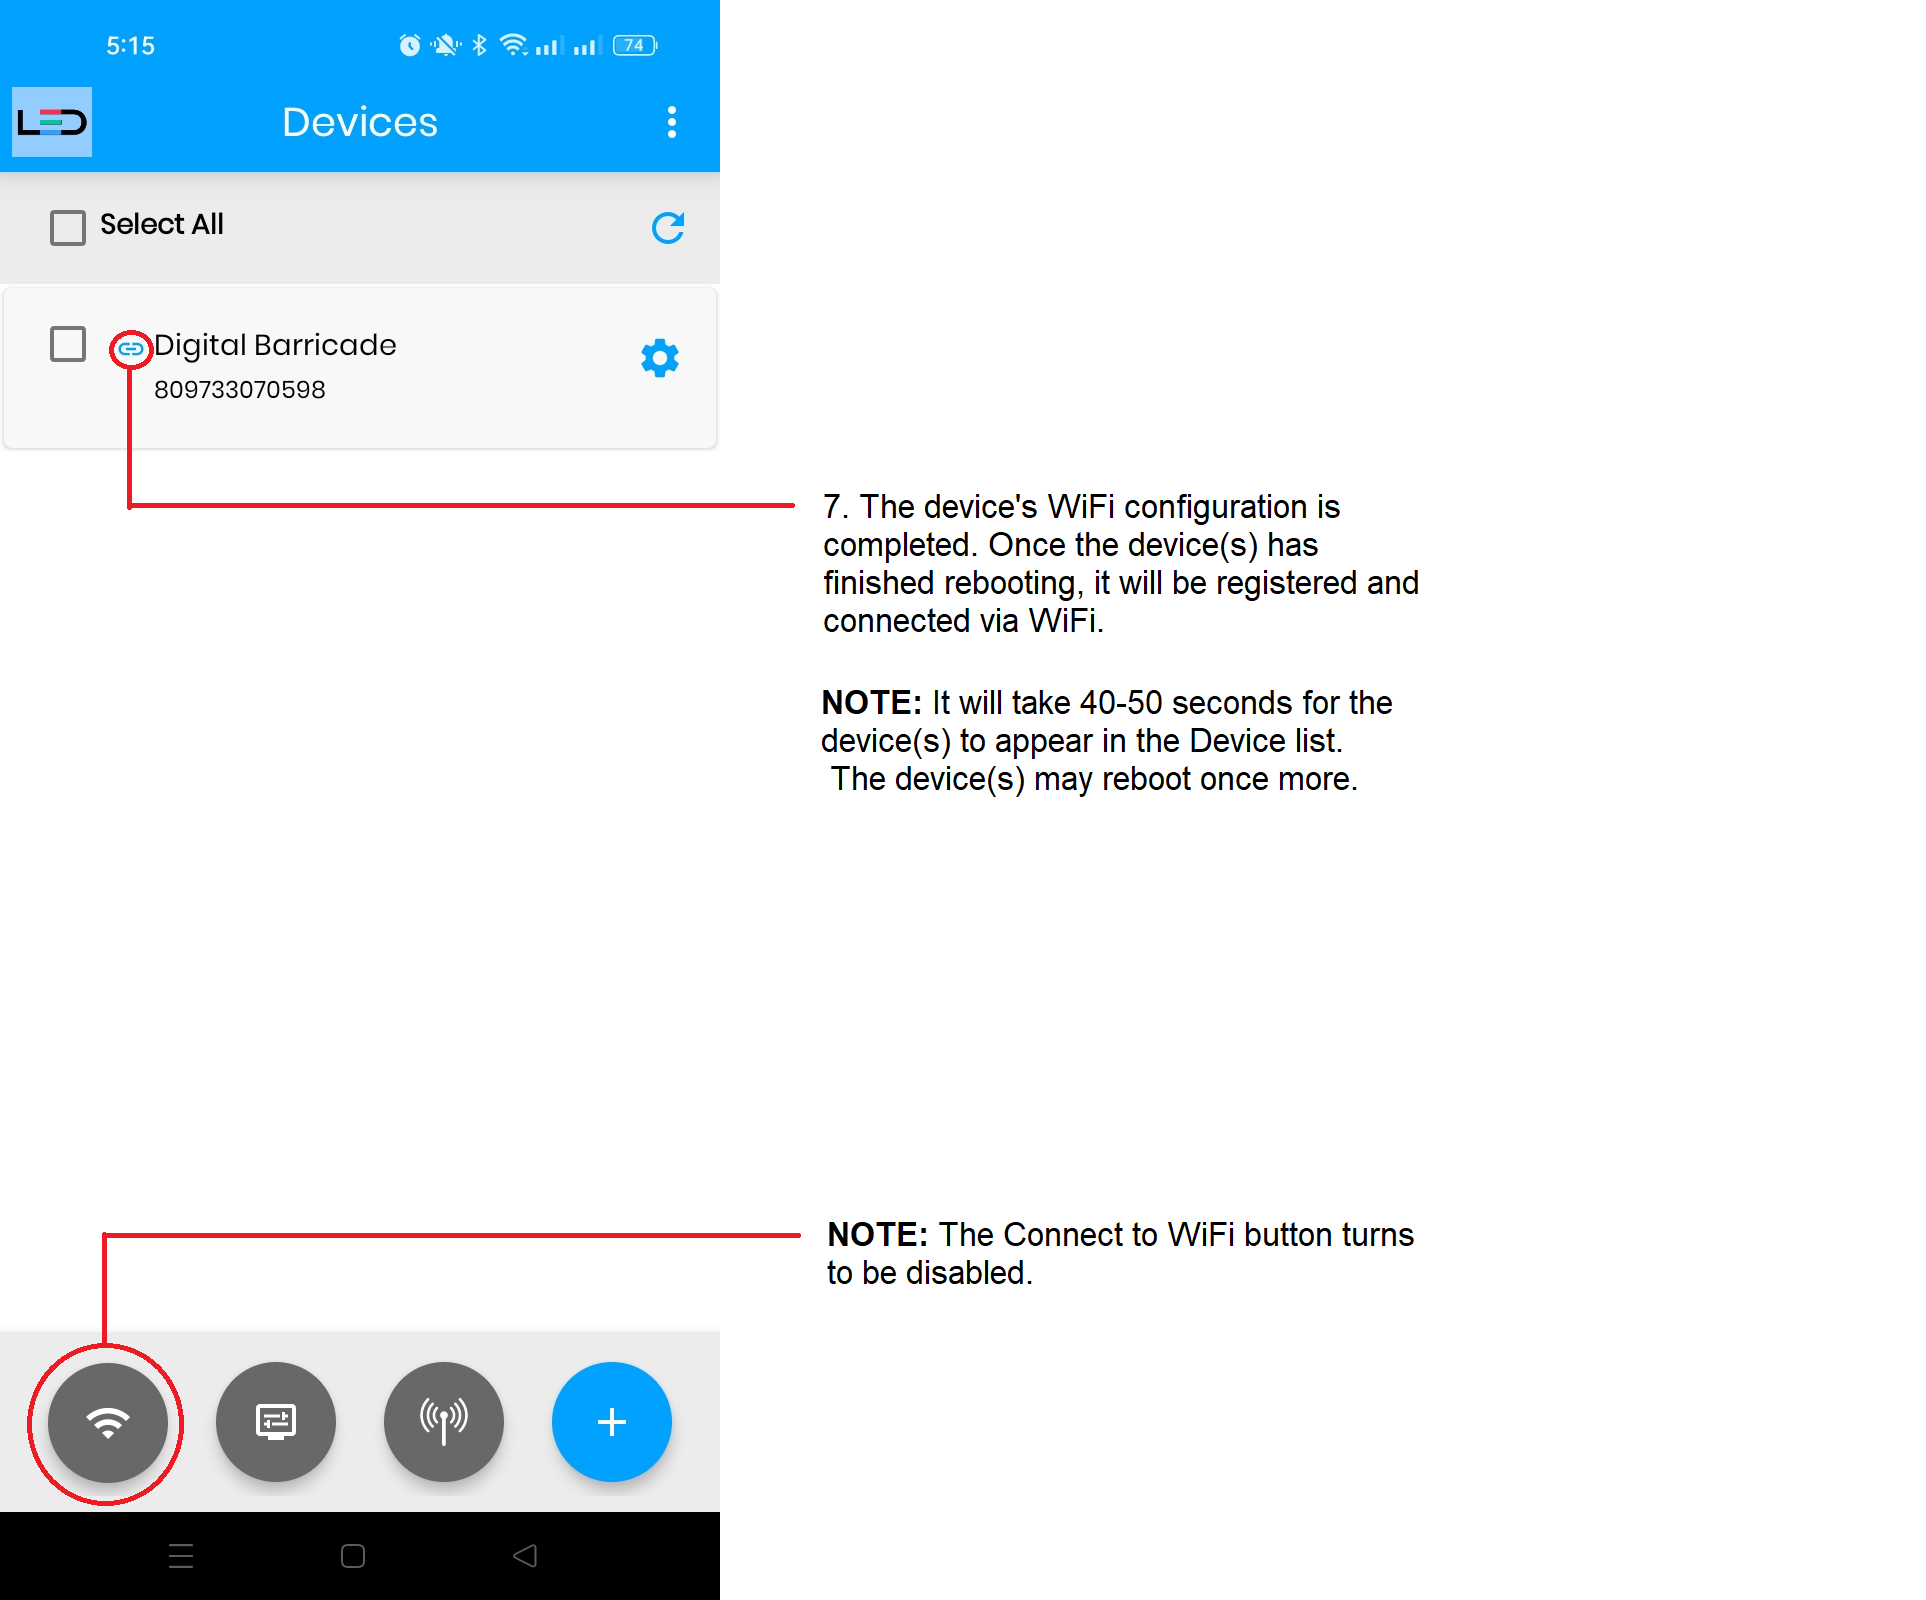 5:15
74
LED
Devices
Select All
Digital Barricade
809733070598
7. The device's WiFi configuration is
completed. Once the device(s) has
finished rebooting, it will be registered and
connected via WiFi.
NOTE: It will take 40-50 seconds for the
device(s) to appear in the Device list.
The device(s) may reboot once more.
NOTE: The Connect to WiFi button turns
to be disabled.